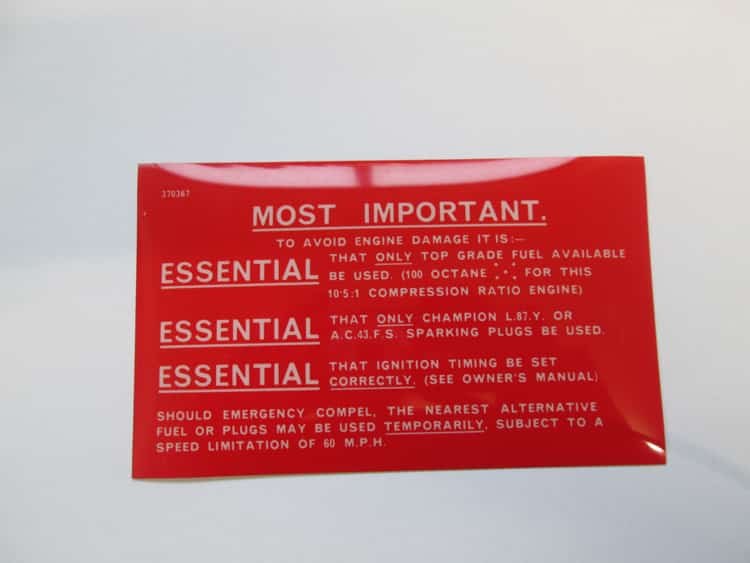 370367
MOST IMPORTANT.
TO AVOID ENGINE DAMAGE IT IS:—
ESSENTIAL THAT ONLY TOP GRADE FUEL AVAILABLE
BE USED. (100 OCTANE ⁘ FOR THIS
10·5:1 COMPRESSION RATIO ENGINE)
ESSENTIAL THAT ONLY CHAMPION L.87.Y. OR
A.C.43.F.S. SPARKING PLUGS BE USED.
ESSENTIAL THAT IGNITION TIMING BE SET
CORRECTLY. (SEE OWNER'S MANUAL)
SHOULD EMERGENCY COMPEL, THE NEAREST ALTERNATIVE
FUEL OR PLUGS MAY BE USED TEMPORARILY, SUBJECT TO A
SPEED LIMITATION OF 60 M.P.H.